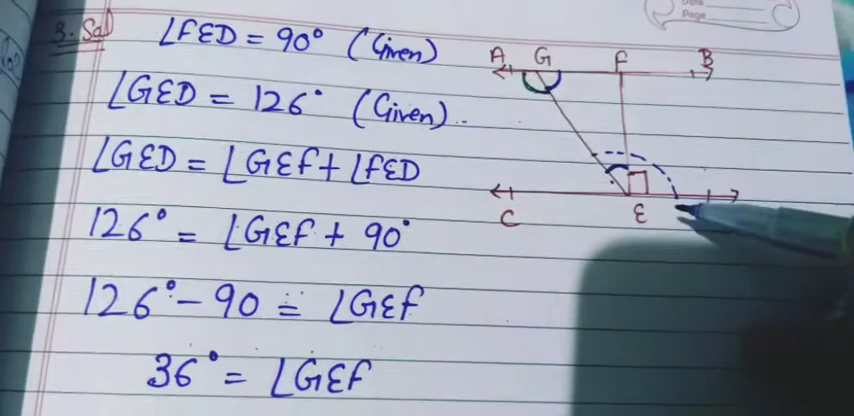 3. Sol
∠FED = 90° (Given)
∠GED = 126° (Given).
∠GED = ∠GEF + ∠FED
126° = ∠GEF + 90°
126° - 90 = ∠GEF
36° = ∠GEF
A G F B
C E
Page